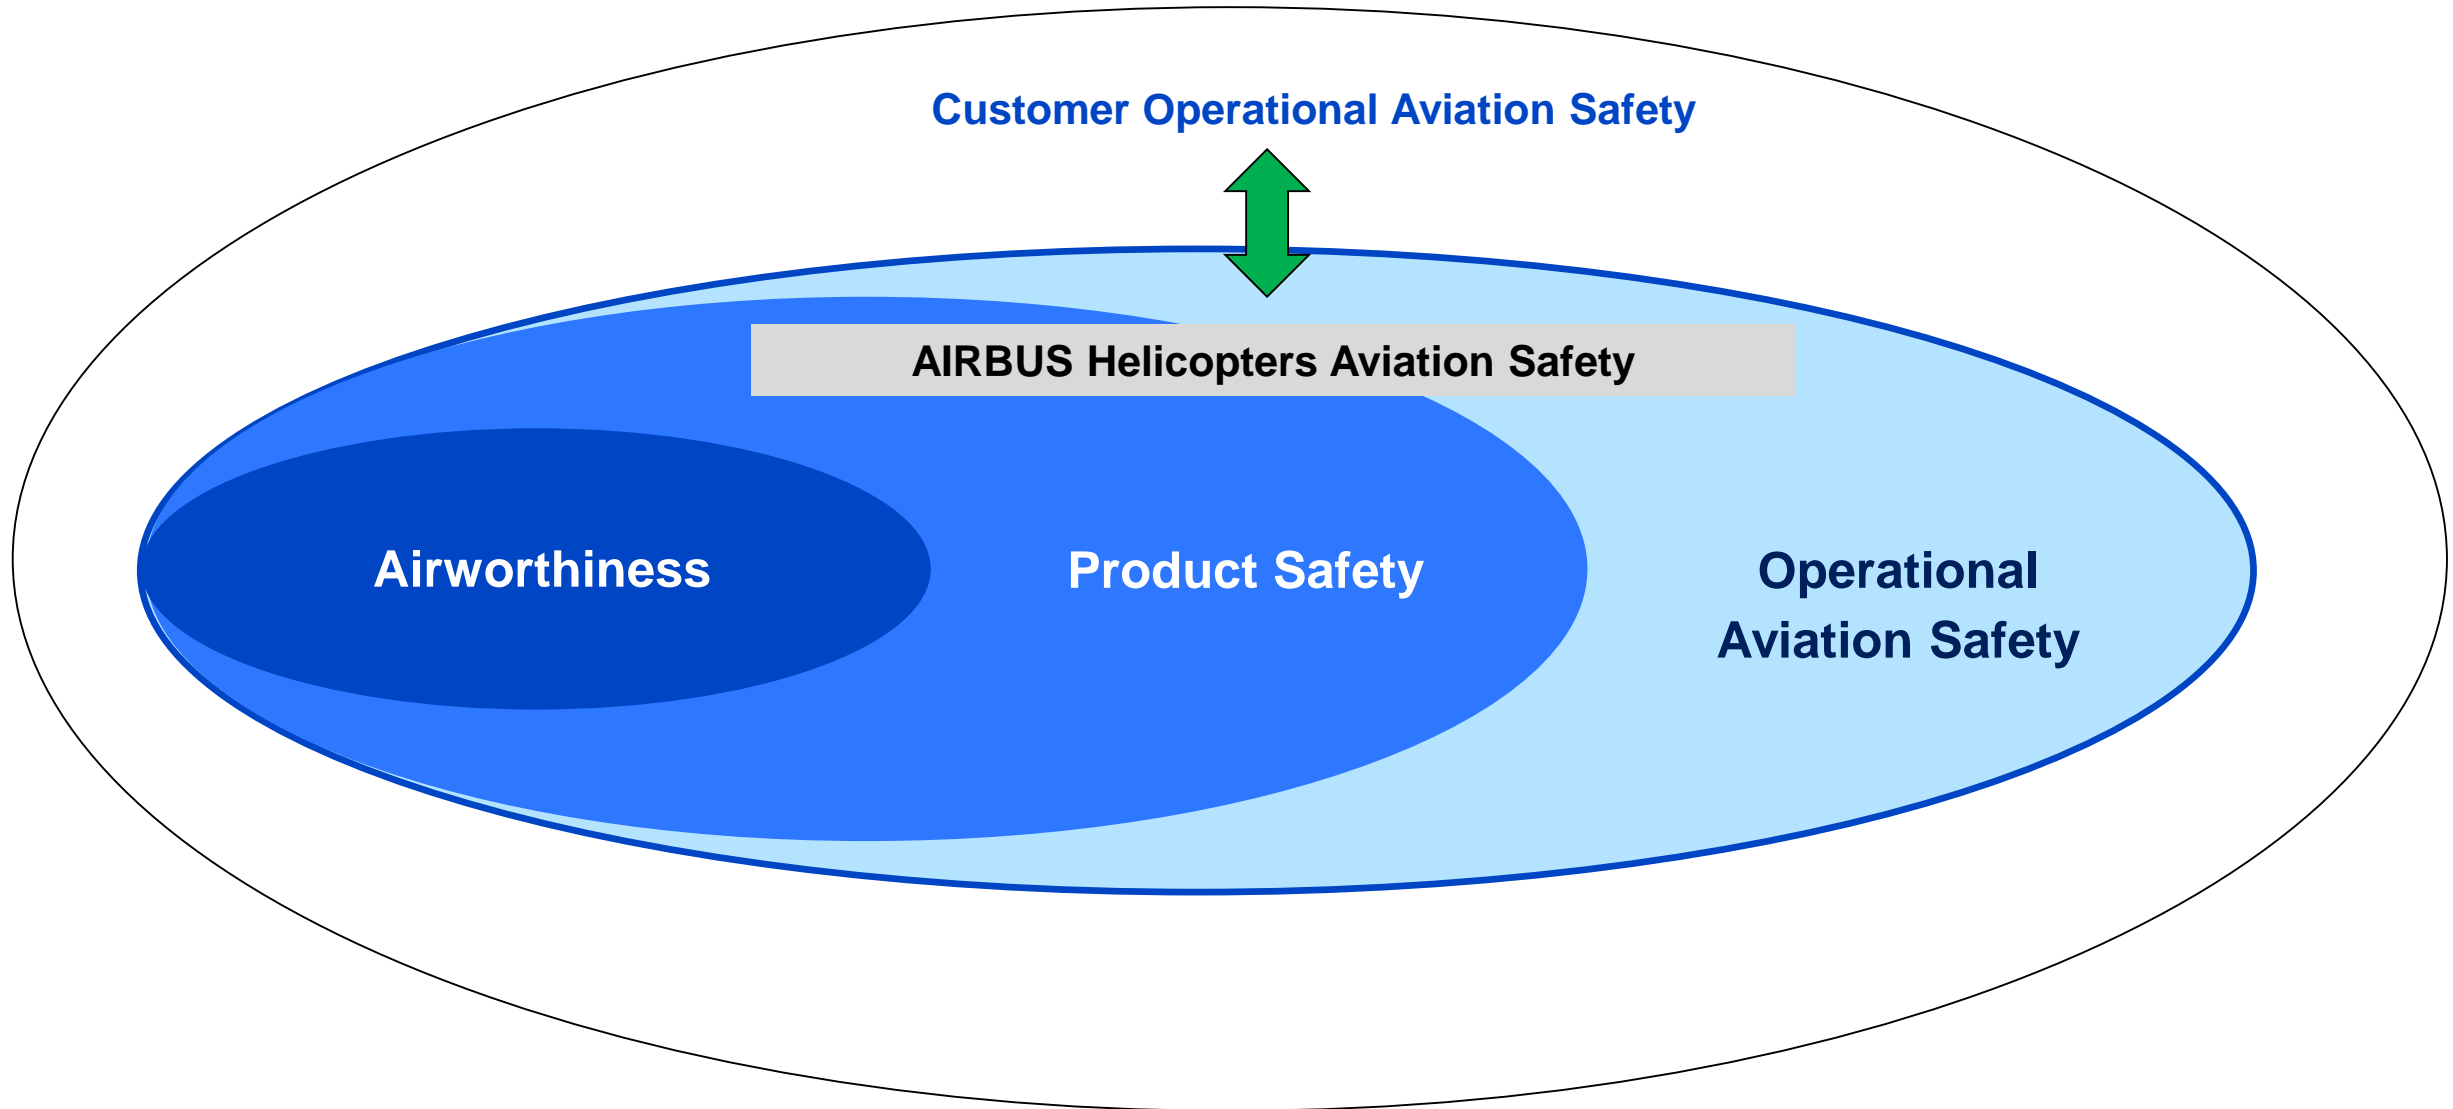 Customer Operational Aviation Safety
AIRBUS Helicopters Aviation Safety
Airworthiness
Product Safety
Operational
Aviation Safety